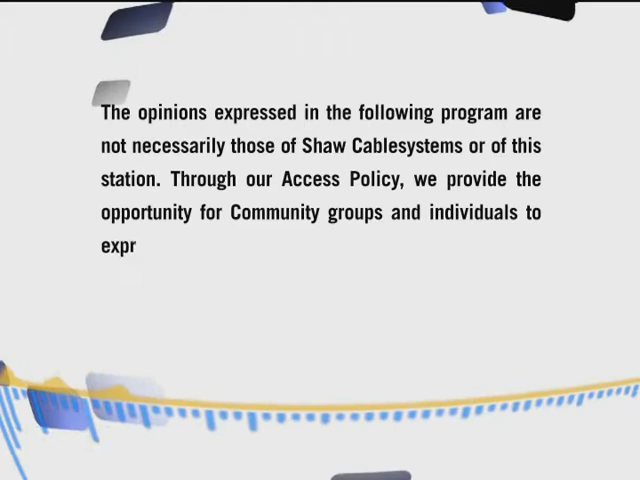 The opinions expressed in the following program are
not necessarily those of Shaw Cablesystems or of this
station. Through our Access Policy, we provide the
opportunity for Community groups and individuals to
expr